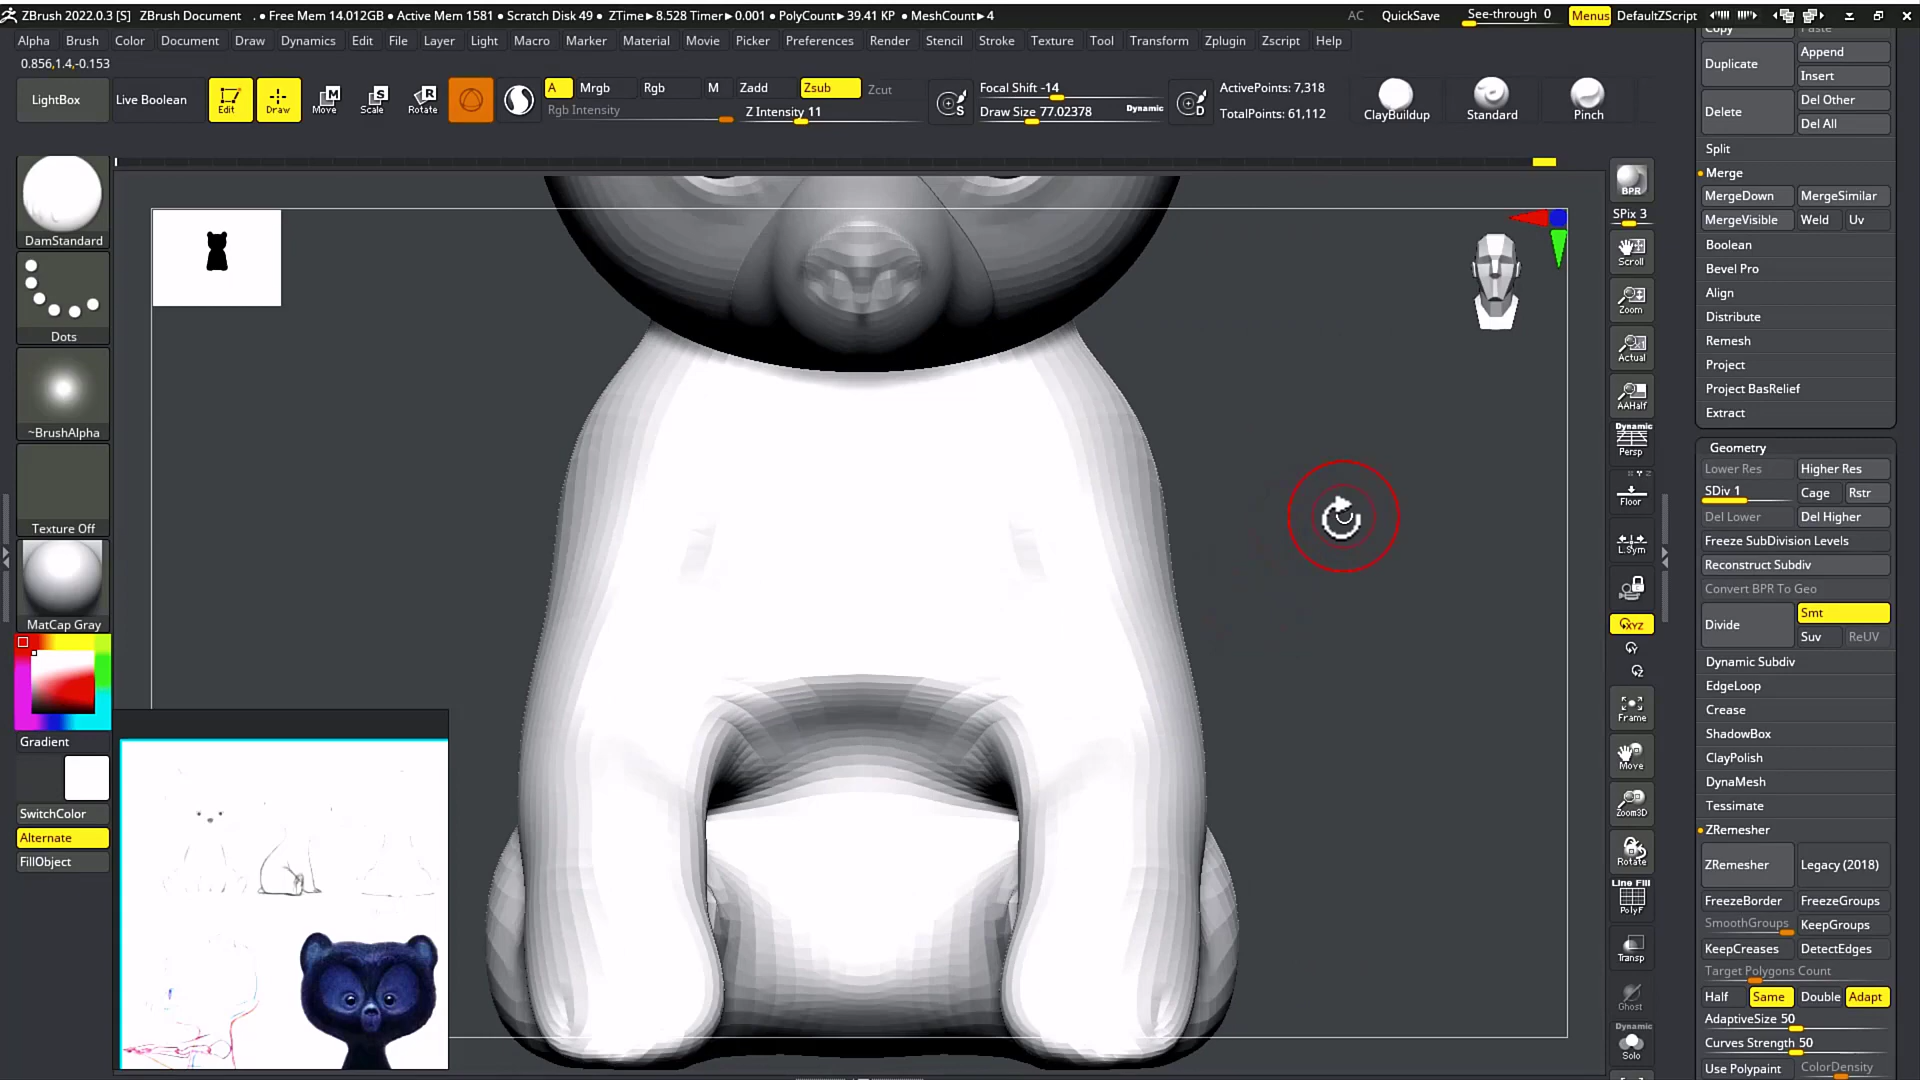 ZBrush 2022.0.3 [S] ZBrush Document . ● Free Mem 14.012GB ● Active Mem 1581 ● Scratch Disk 49 ● ZTime▸8.528 Timer▸0.001 ● PolyCount▸39.41 KP ● MeshCount▸4 AC QuickSave See-through 0 Menus DefaultZScript
Alpha Brush Color Document Draw Dynamics Edit File Layer Light Macro Marker Material Movie Picker Preferences Render Stencil Stroke Texture Tool Transform Zplugin Zscript Help
0.856,1.4,-0.153
LightBox Live Boolean Edit Draw Move Scale Rotate
M S R
A Mrgb Rgb M Zadd Zsub Zcut
Rgb Intensity Z Intensity 11
S Focal Shift -14
Draw Size 77.02378 Dynamic D
ActivePoints: 7,318
TotalPoints: 61,112
ClayBuildup Standard Pinch
DamStandard
Dots
~BrushAlpha
Texture Off
MatCap Gray
Gradient
SwitchColor
Alternate
FillObject
BPR
SPix 3
Scroll
Zoom
Actual
AAHalf
Dynamic
Persp
Floor
L.Sym
XYZ
Frame
Move
Zoom3D
Rotate
Line Fill
PolyF
Transp
Ghost
Dynamic
Solo
Copy Paste
Duplicate Append
Insert
Delete Del Other
Del All
Split
Merge
MergeDown MergeSimilar
MergeVisible Weld Uv
Boolean
Bevel Pro
Align
Distribute
Remesh
Project
Project BasRelief
Extract
Geometry
Lower Res Higher Res
SDiv 1 Cage Rstr
Del Lower Del Higher
Freeze SubDivision Levels
Reconstruct Subdiv
Convert BPR To Geo
Divide Smt
Suv ReUV
Dynamic Subdiv
EdgeLoop
Crease
ShadowBox
ClayPolish
DynaMesh
Tessimate
ZRemesher
ZRemesher Legacy (2018)
FreezeBorder FreezeGroups
SmoothGroups KeepGroups
KeepCreases DetectEdges
Target Polygons Count
Half Same Double Adapt
AdaptiveSize 50
Curves Strength 50
Use Polypaint ColorDensity